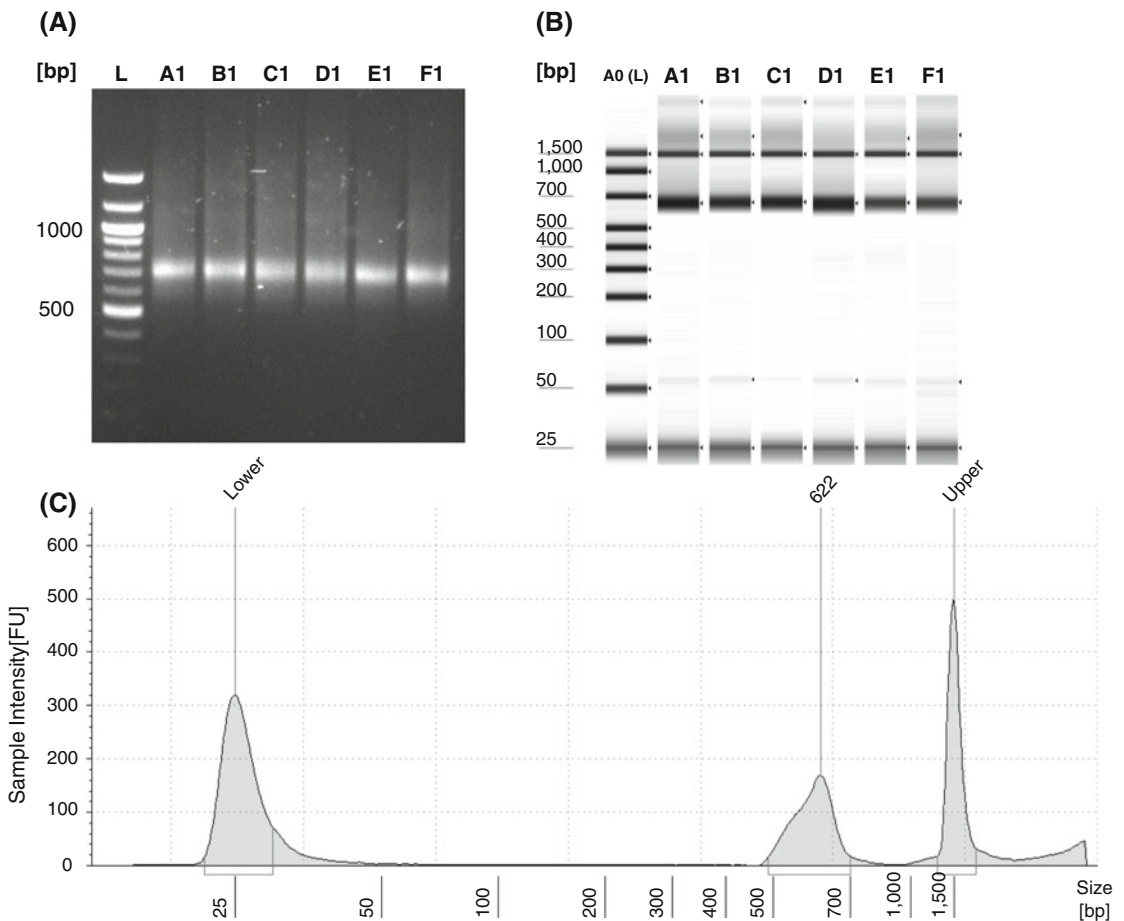 (A)
[bp] L A1 B1 C1 D1 E1 F1
1000
500
(B)
[bp] A0 (L) A1 B1 C1 D1 E1 F1
1,500
1,000
700
500
400
300
200
100
50
25
(C)
Lower 622 Upper
Sample Intensity[FU]
600
500
400
300
200
100
0
25 50 100 200 300 400 500 700 1,000 1,500
Size
[bp]